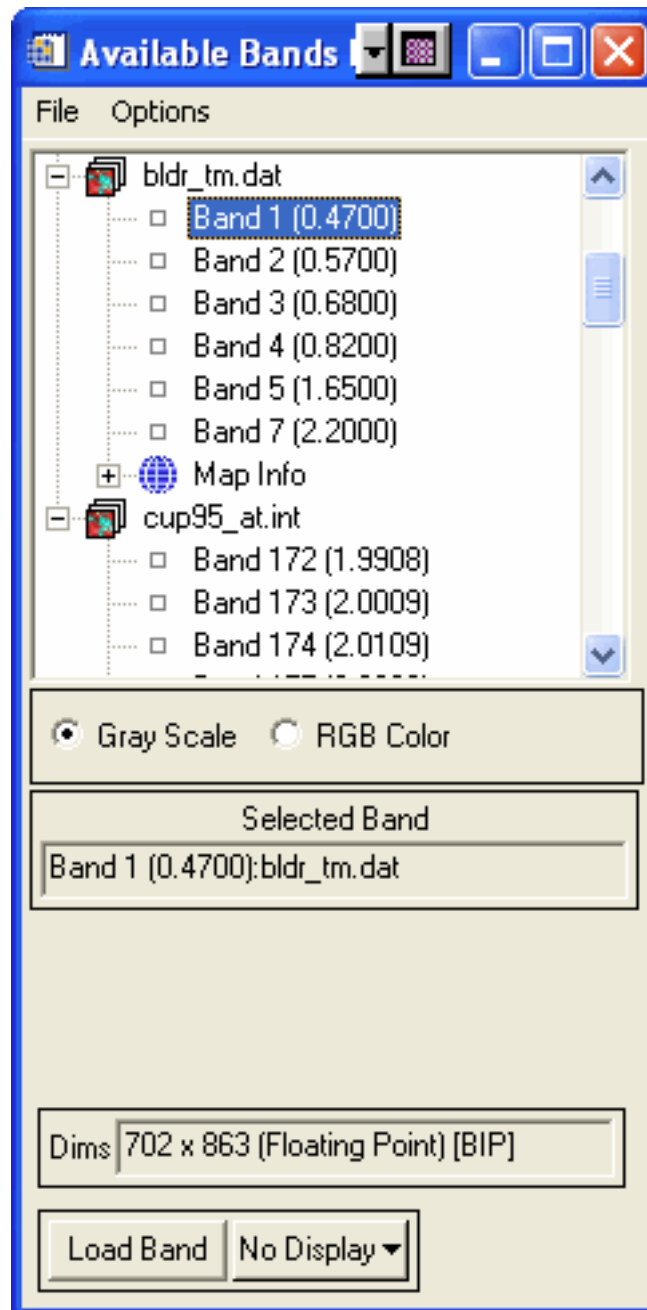 Available Bands
File Options
bldr_tm.dat
Band 1 (0.4700)
Band 2 (0.5700)
Band 3 (0.6800)
Band 4 (0.8200)
Band 5 (1.6500)
Band 7 (2.2000)
Map Info
cup95_at.int
Band 172 (1.9908)
Band 173 (2.0009)
Band 174 (2.0109)
Gray Scale RGB Color
Selected Band
Band 1 (0.4700):bldr_tm.dat
Dims 702 x 863 (Floating Point) [BIP]
Load Band No Display